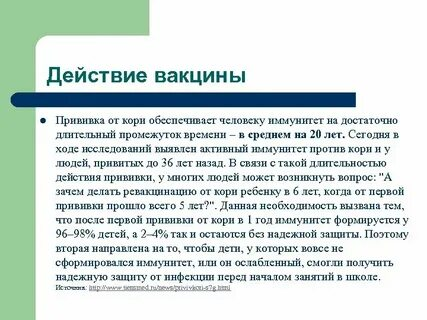 Действие вакцины
Прививка от кори обеспечивает человеку иммунитет на достаточно
длительный промежуток времени – в среднем на 20 лет. Сегодня в
ходе исследований выявлен активный иммунитет против кори и у
людей, привитых до 36 лет назад. В связи с такой длительностью
действия прививки, у многих людей может возникнуть вопрос: "А
зачем делать ревакцинацию от кори ребенку в 6 лет, когда от первой
прививки прошло всего 5 лет?". Данная необходимость вызвана тем,
что после первой прививки от кори в 1 год иммунитет формируется у
96–98% детей, а 2–4% так и остаются без надежной защиты. Поэтому
вторая направлена на то, чтобы дети, у которых вовсе не
сформировался иммунитет, или он ослабленный, смогли получить
надежную защиту от инфекции перед началом занятий в школе.
Источник: